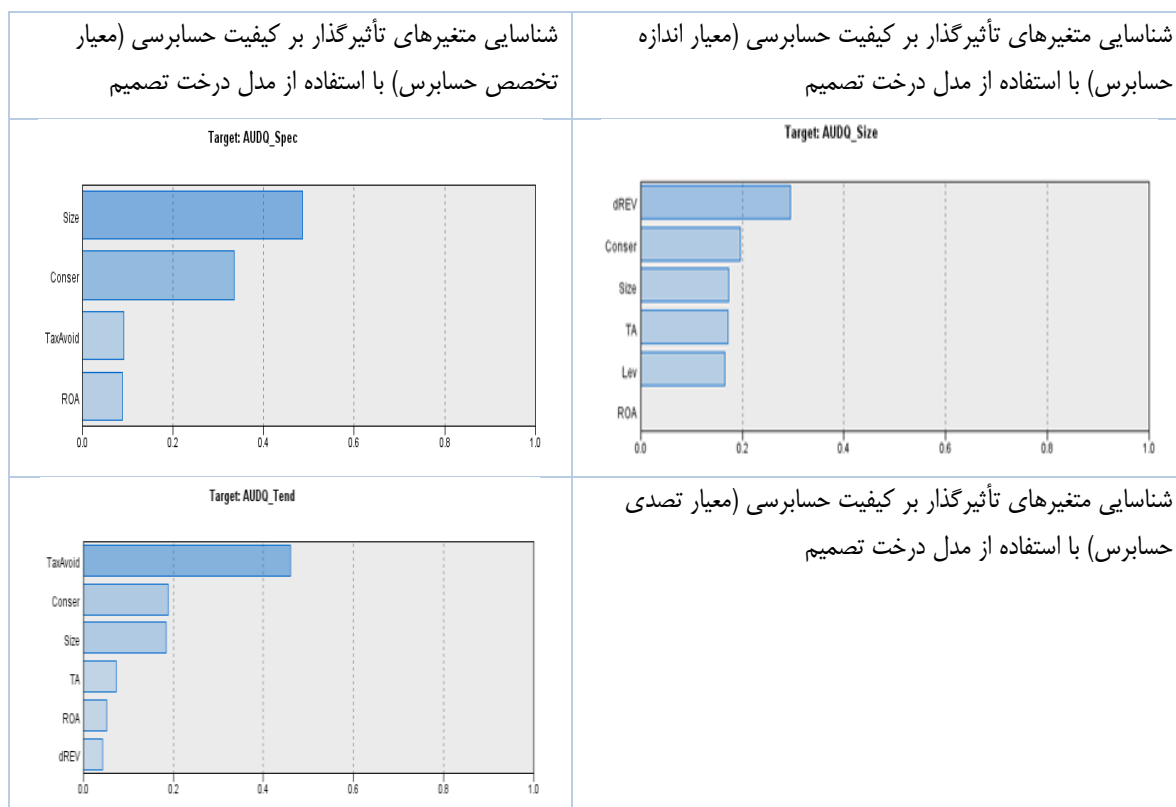 شناسایی متغیرهای تأثیرگذار بر کیفیت حسابرسی (معیار اندازه
حسابرس) با استفاده از مدل درخت تصمیم
شناسایی متغیرهای تأثیرگذار بر کیفیت حسابرسی (معیار
تخصص حسابرس) با استفاده از مدل درخت تصمیم
Target: AUDQ_Size
dREV
Conser
Size
TA
Lev
ROA
0.0 0.2 0.4 0.6 0.8 1.0
Target: AUDQ_Spec
Size
Conser
TaxAvoid
ROA
0.0 0.2 0.4 0.6 0.8 1.0
شناسایی متغیرهای تأثیرگذار بر کیفیت حسابرسی (معیار تصدی
حسابرس) با استفاده از مدل درخت تصمیم
Target: AUDQ_Tend
TaxAvoid
Conser
Size
TA
ROA
dREV
0.0 0.2 0.4 0.6 0.8 1.0